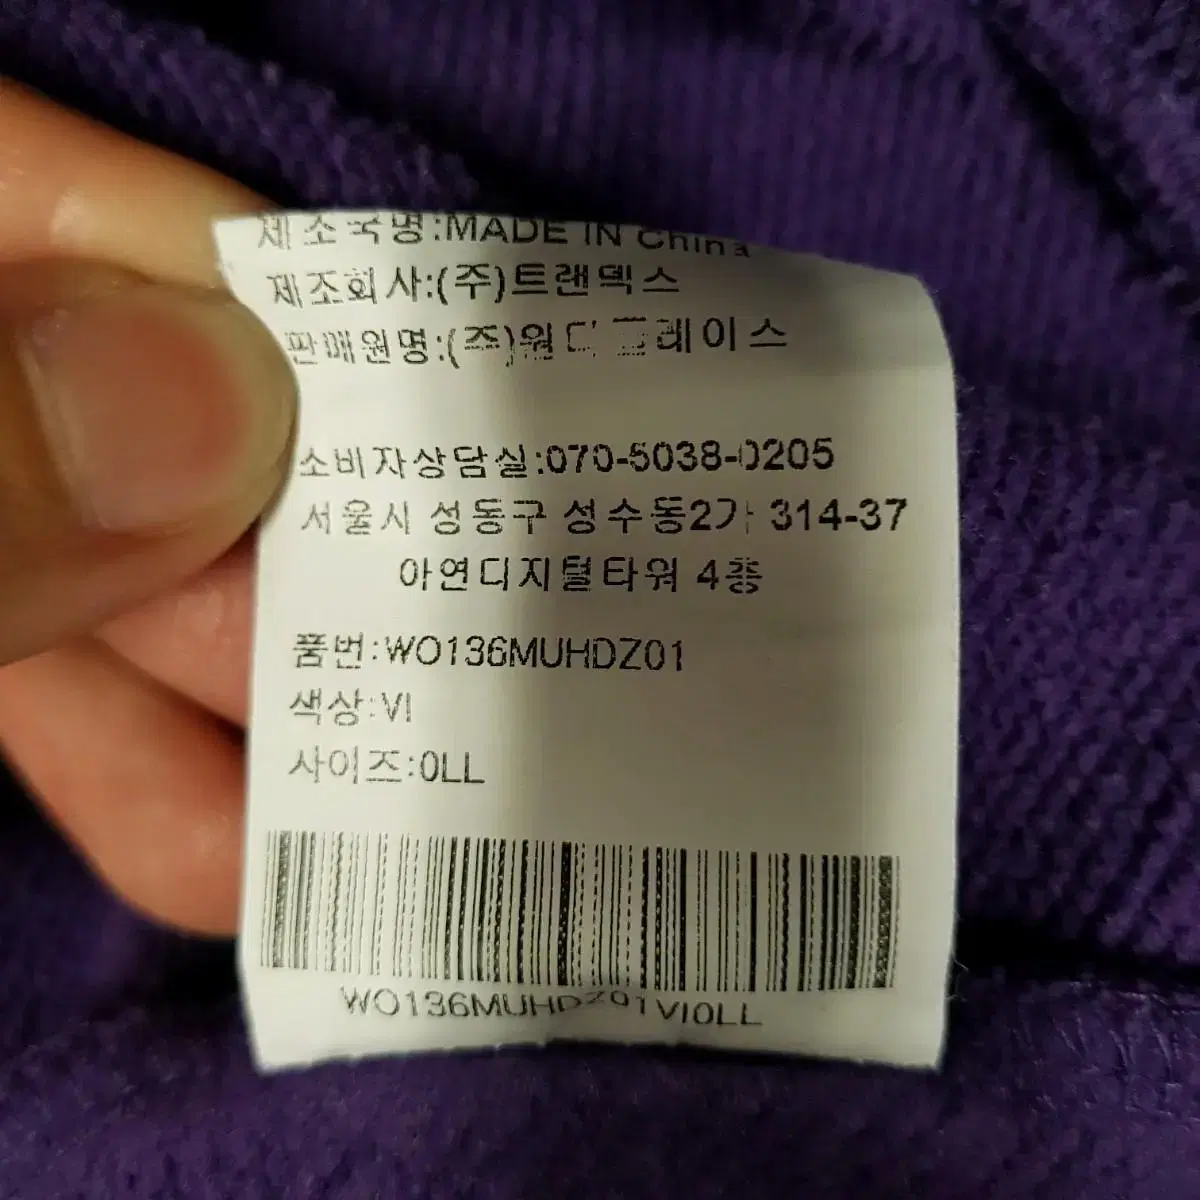 제조국명:MADE IN China
제조회사:(주)트랜덱스
판매원명:(주)원더플레이스
소비자상담실:070-5038-0205
서울시 성동구 성수동2가 314-37
아연디지털타워 4층
품번:WO136MUHDZ01
색상:VI
사이즈:0LL
WO136MUHDZ01VI0LL